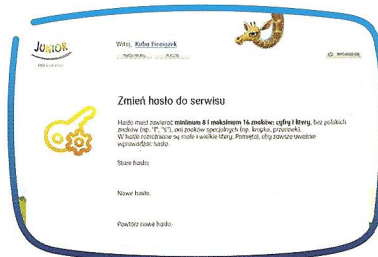 JUNIOR
Witaj, Kuba Pieniążek
Zmień hasło do serwisu
Hasło musi zawierać minimum 8 i maksimum 16 znaków: cyfry i litery, bez polskich
znaków (np. "ł", "ś"), ani znaków specjalnych (np. kropka, przecinek).
W haśle rozróżniane są małe i wielkie litery. Pamiętaj, aby zawsze uważnie
wprowadzać hasło.
Stare hasło:
Nowe hasło:
Powtórz nowe hasło: